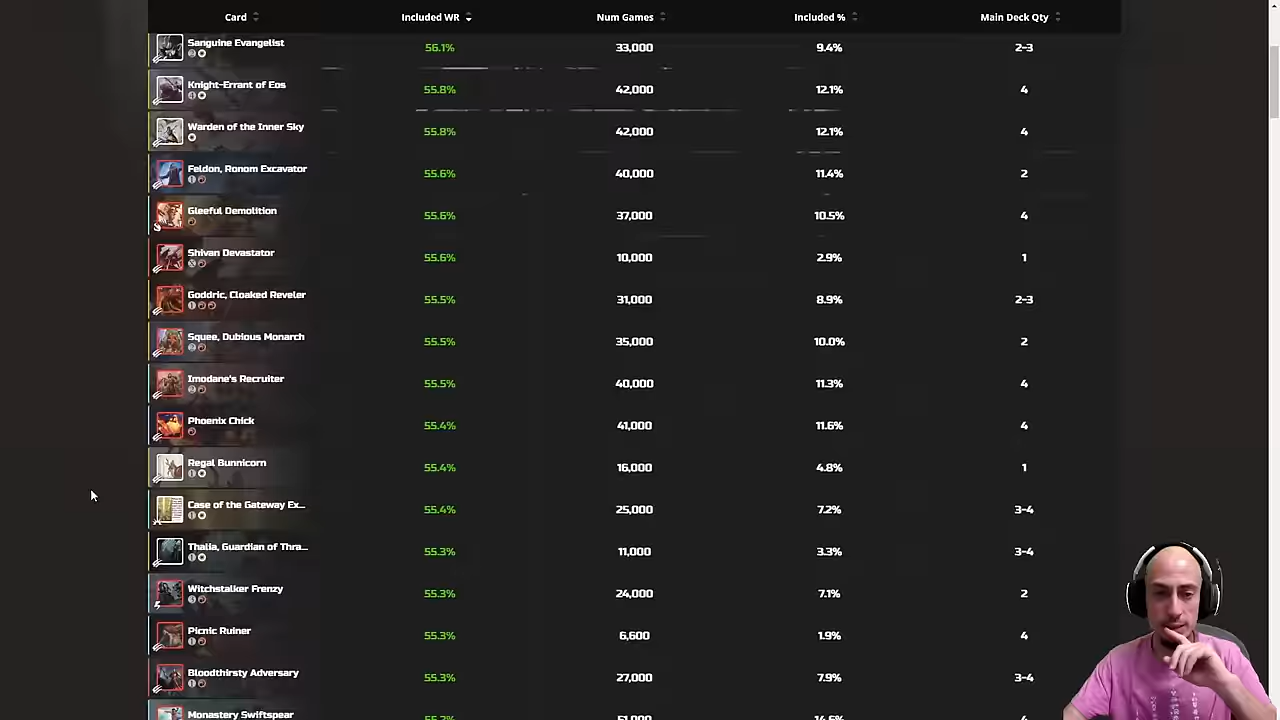 Card Included WR Num Games Included % Main Deck Qty
Sanguine Evangelist 56.1% 33,000 9.4% 2-3
Knight-Errant of Eos 55.8% 42,000 12.1% 4
Warden of the Inner Sky 55.8% 42,000 12.1% 4
Feldon, Ronom Excavator 55.6% 40,000 11.4% 2
Gleeful Demolition 55.6% 37,000 10.5% 4
Shivan Devastator 55.6% 10,000 2.9% 1
Goddric, Cloaked Reveler 55.5% 31,000 8.9% 2-3
Squee, Dubious Monarch 55.5% 35,000 10.0% 2
Imodane's Recruiter 55.5% 40,000 11.3% 4
Phoenix Chick 55.4% 41,000 11.6% 4
Regal Bunnicorn 55.4% 16,000 4.8% 1
Case of the Gateway Ex... 55.4% 25,000 7.2% 3-4
Thalia, Guardian of Thra... 55.3% 11,000 3.3% 3-4
Witchstalker Frenzy 55.3% 24,000 7.1% 2
Picnic Ruiner 55.3% 6,600 1.9% 4
Bloodthirsty Adversary 55.3% 27,000 7.9% 3-4
Monastery Swiftspear